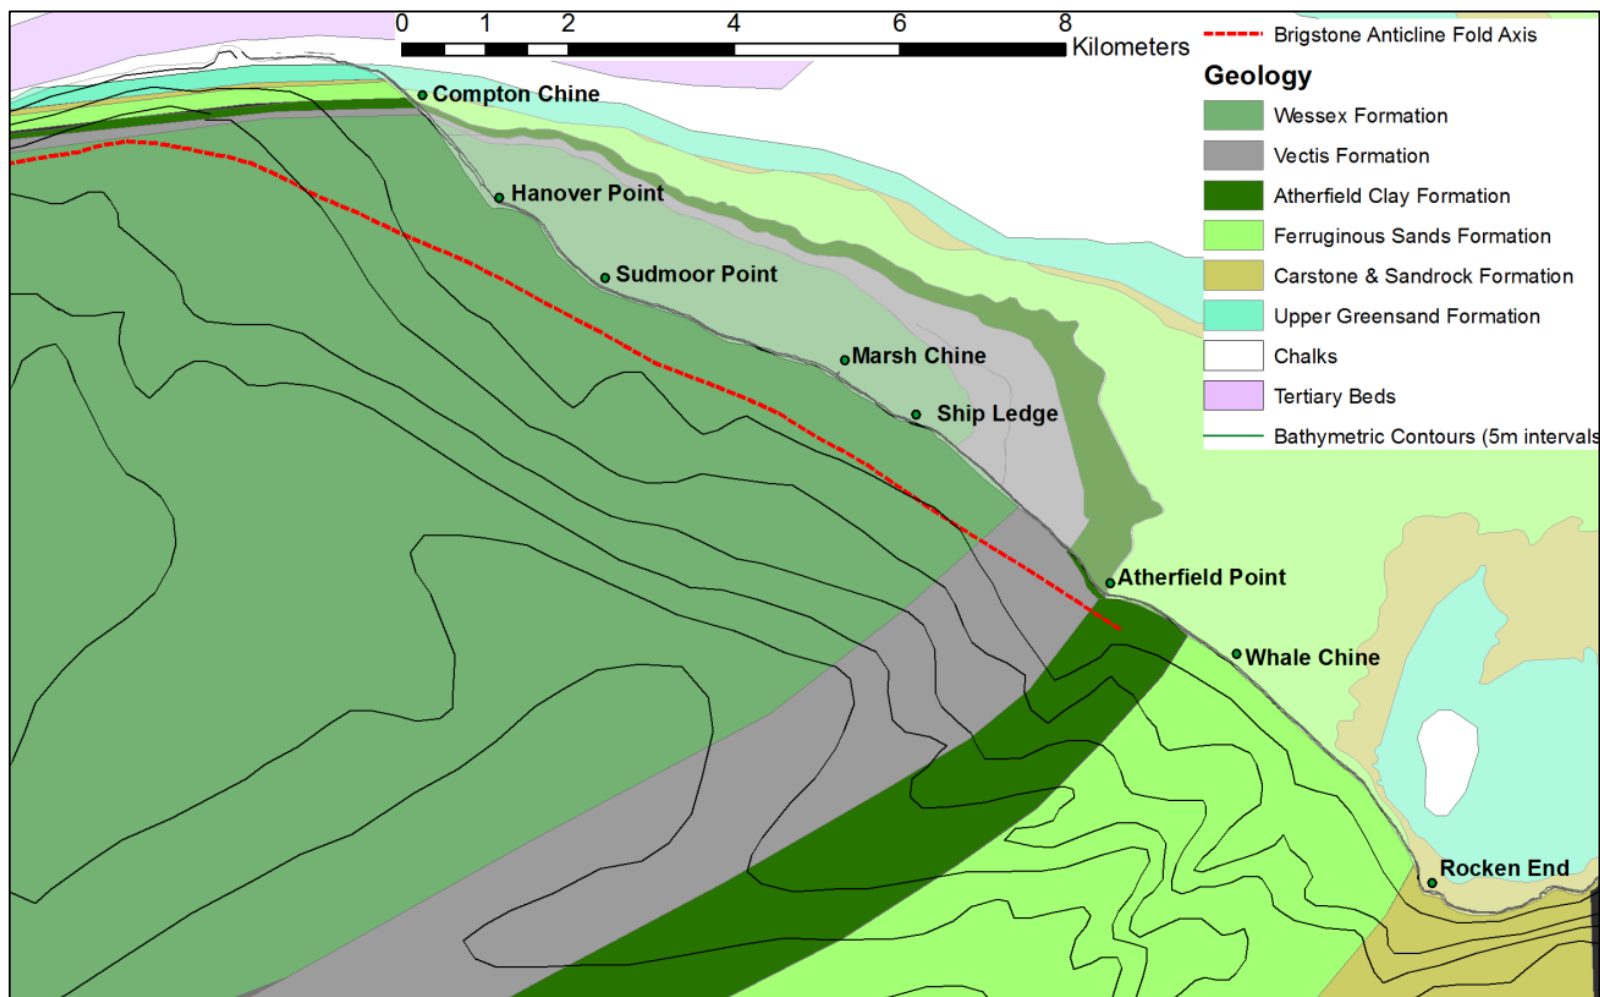 0 1 2 4 6 8
Kilometers
Brigstone Anticline Fold Axis
Geology
Wessex Formation
Vectis Formation
Atherfield Clay Formation
Ferruginous Sands Formation
Carstone & Sandrock Formation
Upper Greensand Formation
Chalks
Tertiary Beds
Bathymetric Contours (5m intervals
Compton Chine
Hanover Point
Sudmoor Point
Marsh Chine
Ship Ledge
Atherfield Point
Whale Chine
Rocken End